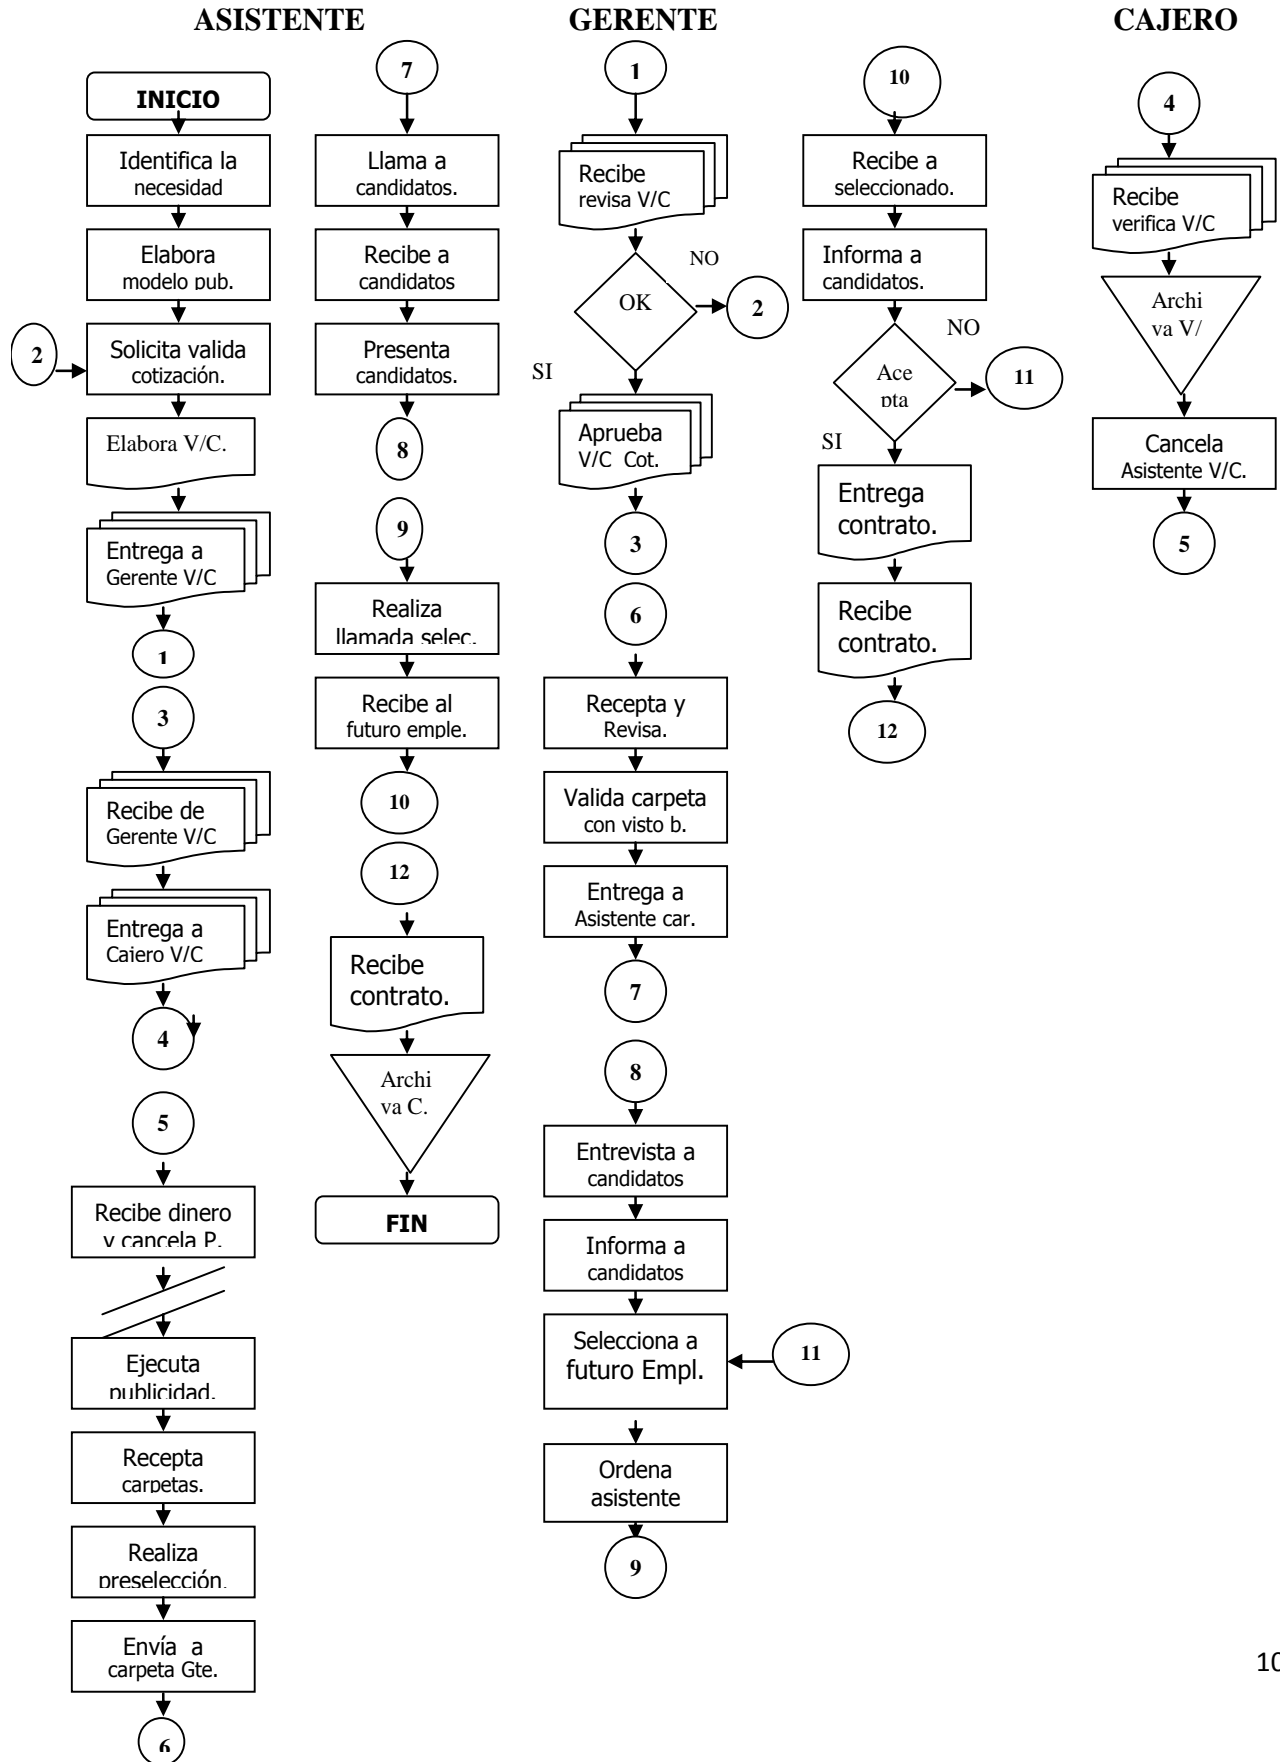 ASISTENTE
GERENTE
CAJERO
INICIO
Identifica la
necesidad
Elabora
modelo pub.
2
Solicita valida
cotización.
Elabora V/C.
Entrega a
Gerente V/C
1
3
Recibe de
Gerente V/C
Entrega a
Cajero V/C
4
5
Recibe dinero
y cancela P.
Ejecuta
publicidad.
Recepta
carpetas.
Realiza
preselección.
Envía a
carpeta Gte.
6
7
Llama a
candidatos.
Recibe a
candidatos
Presenta
candidatos.
8
9
Realiza
llamada selec.
Recibe al
futuro emple.
10
12
Recibe
contrato.
Archi
va C.
FIN
1
Recibe
revisa V/C
NO
OK
2
SI
Aprueba
V/C Cot.
3
6
Recepta y
Revisa.
Valida carpeta
con visto b.
Entrega a
Asistente car.
7
8
Entrevista a
candidatos
Informa a
candidatos
Selecciona a
futuro Empl.
11
Ordena
asistente
9
10
Recibe a
seleccionado.
Informa a
candidatos.
NO
Ace
pta
11
SI
Entrega
contrato.
Recibe
contrato.
12
4
Recibe
verifica V/C
Archi
va V/
Cancela
Asistente V/C.
5
10